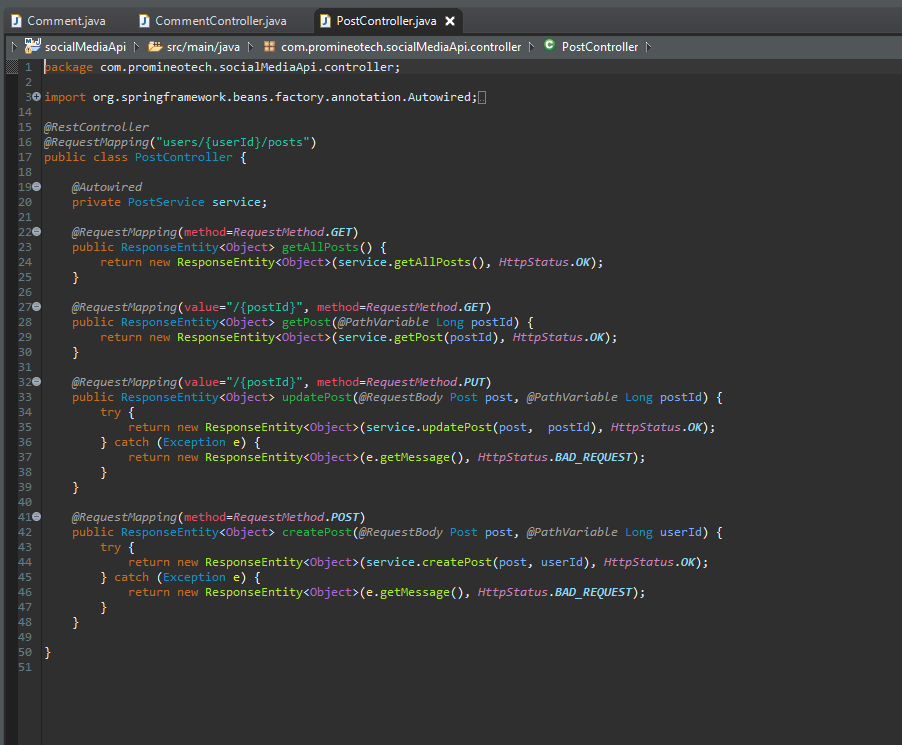 Comment.java CommentController.java PostController.java
socialMediaApi src/main/java com.promineotech.socialMediaApi.controller PostController
1 package com.promineotech.socialMediaApi.controller;
2
3 import org.springframework.beans.factory.annotation.Autowired;
14
15 @RestController
16 @RequestMapping("users/{userId}/posts")
17 public class PostController {
18
19 @Autowired
20 private PostService service;
21
22 @RequestMapping(method=RequestMethod.GET)
23 public ResponseEntity<Object> getAllPosts() {
24 return new ResponseEntity<Object>(service.getAllPosts(), HttpStatus.OK);
25 }
26
27 @RequestMapping(value="/{postId}", method=RequestMethod.GET)
28 public ResponseEntity<Object> getPost(@PathVariable Long postId) {
29 return new ResponseEntity<Object>(service.getPost(postId), HttpStatus.OK);
30 }
31
32 @RequestMapping(value="/{postId}", method=RequestMethod.PUT)
33 public ResponseEntity<Object> updatePost(@RequestBody Post post, @PathVariable Long postId) {
34 try {
35 return new ResponseEntity<Object>(service.updatePost(post,  postId), HttpStatus.OK);
36 } catch (Exception e) {
37 return new ResponseEntity<Object>(e.getMessage(), HttpStatus.BAD_REQUEST);
38 }
39 }
40
41 @RequestMapping(method=RequestMethod.POST)
42 public ResponseEntity<Object> createPost(@RequestBody Post post, @PathVariable Long userId) {
43 try {
44 return new ResponseEntity<Object>(service.createPost(post, userId), HttpStatus.OK);
45 } catch (Exception e) {
46 return new ResponseEntity<Object>(e.getMessage(), HttpStatus.BAD_REQUEST);
47 }
48 }
49
50 }
51